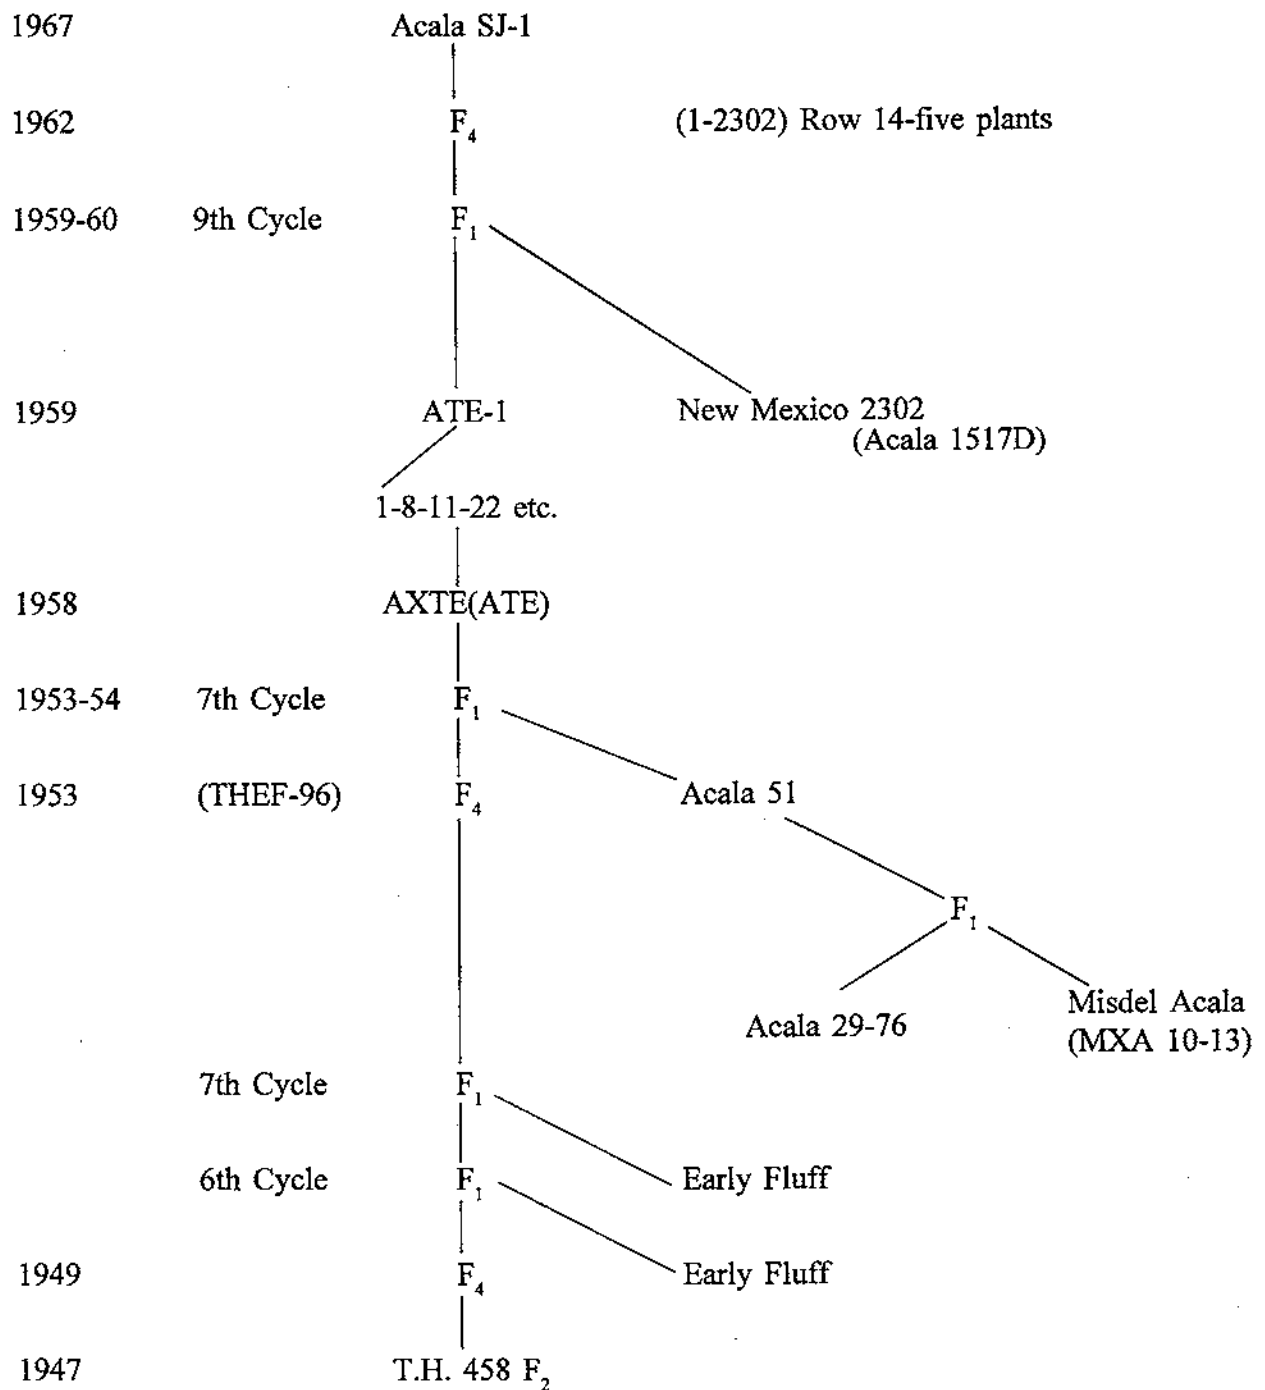 1967 Acala SJ-1
1962 F₄ (1-2302) Row 14-five plants
1959-60 9th Cycle F₁
1959 ATE-1 New Mexico 2302
(Acala 1517D)
1-8-11-22 etc.
1958 AXTE(ATE)
1953-54 7th Cycle F₁
1953 (THEF-96) F₄ Acala 51
F₁
Acala 29-76 Misdel Acala
(MXA 10-13)
7th Cycle F₁
6th Cycle F₁ Early Fluff
1949 F₄ Early Fluff
1947 T.H. 458 F₂